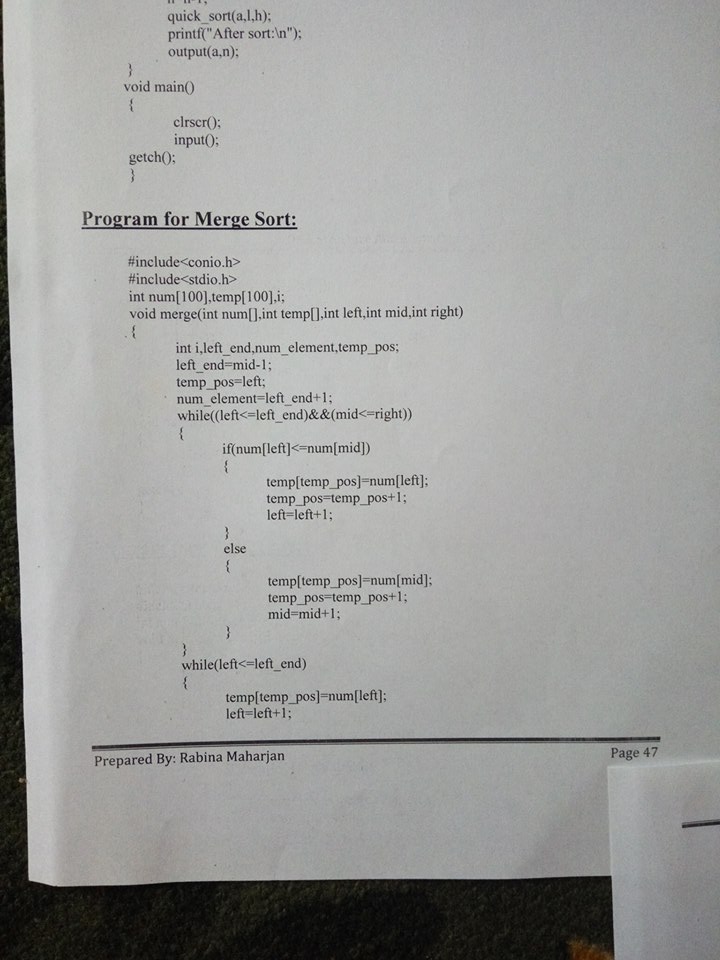 quick_sort(a,l,h);
printf("After sort:\n");
output(a,n);
}
void main()
{
clrscr();
input();
getch();
}
Program for Merge Sort:
#include<conio.h>
#include<stdio.h>
int num[100],temp[100],i;
void merge(int num[],int temp[],int left,int mid,int right)
{
int i,left_end,num_element,temp_pos;
left_end=mid-1;
temp_pos=left;
num_element=left_end+1;
while((left<=left_end)&&(mid<=right))
{
if(num[left]<=num[mid])
{
temp[temp_pos]=num[left];
temp_pos=temp_pos+1;
left=left+1;
}
else
{
temp[temp_pos]=num[mid];
temp_pos=temp_pos+1;
mid=mid+1;
}
}
while(left<=left_end)
{
temp[temp_pos]=num[left];
left=left+1;
Prepared By: Rabina Maharjan
Page 47